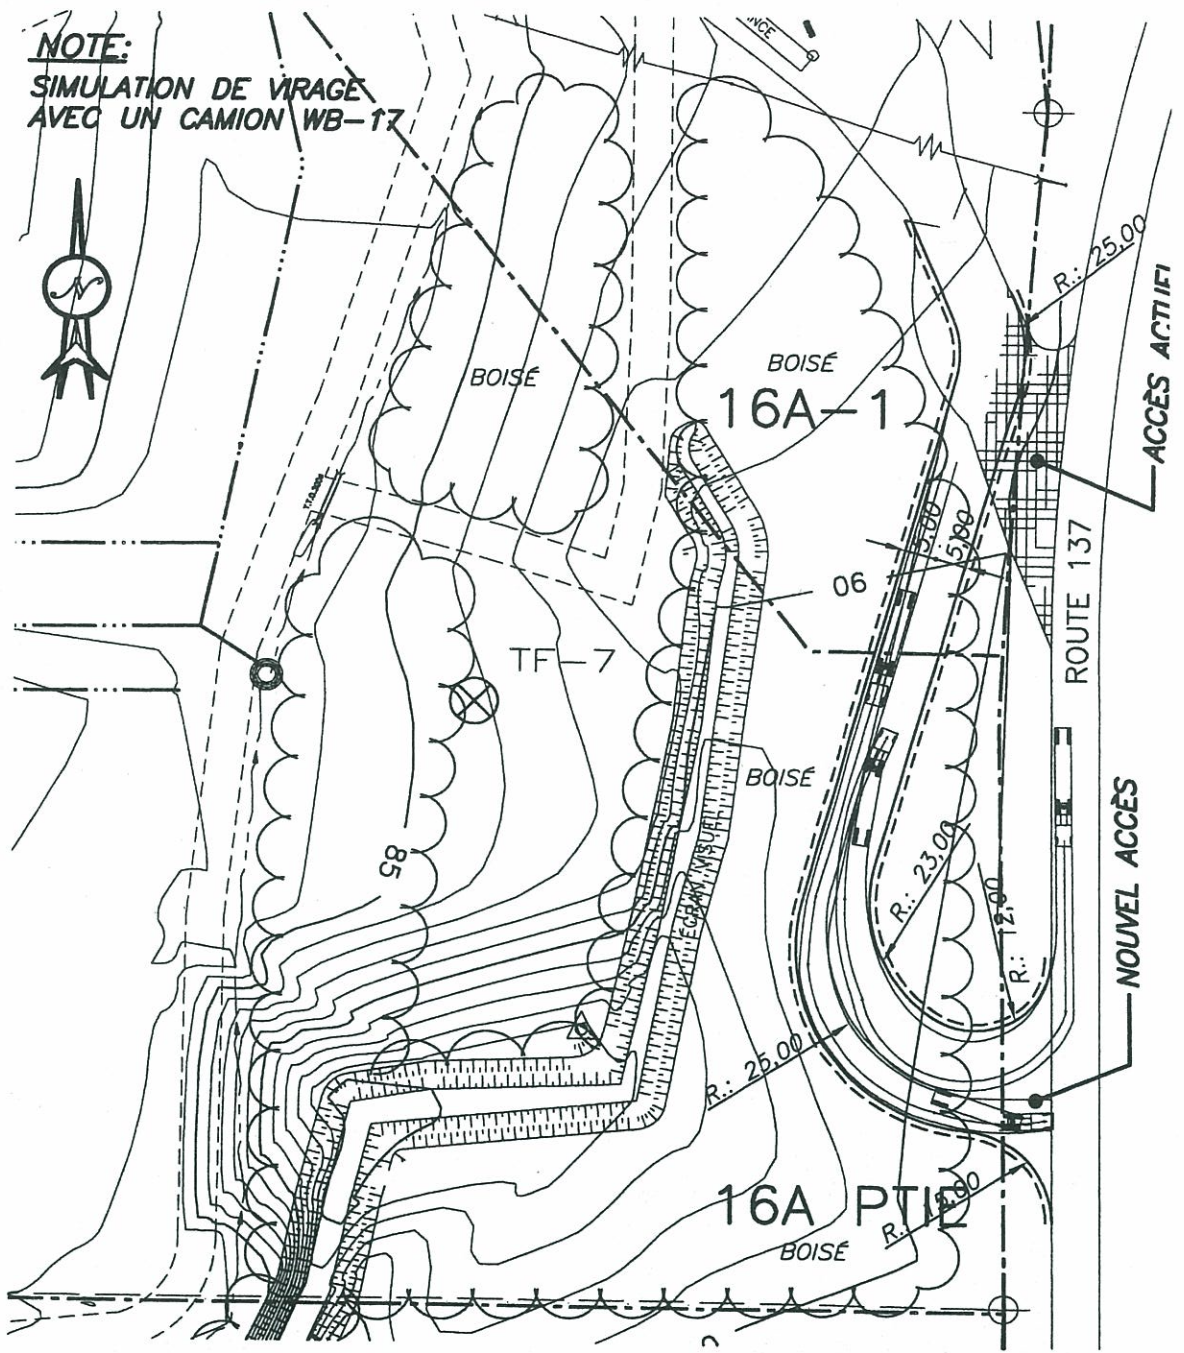 NOTE:
SIMULATION DE VIRAGE
AVEC UN CAMION WB-17
N
R.: 25,00
ACCÈS ACTUEL
BOISÉ
BOISÉ
16A-1
5,00
5,80
ROUTE 137
06
TF-7
BOISÉ
85
ÉCRAN VISUEL
R.: 23,00
R.: 12,00
NOUVEL ACCÈS
R.: 25,00
16A PTIE
R.: 15,00
BOISÉ